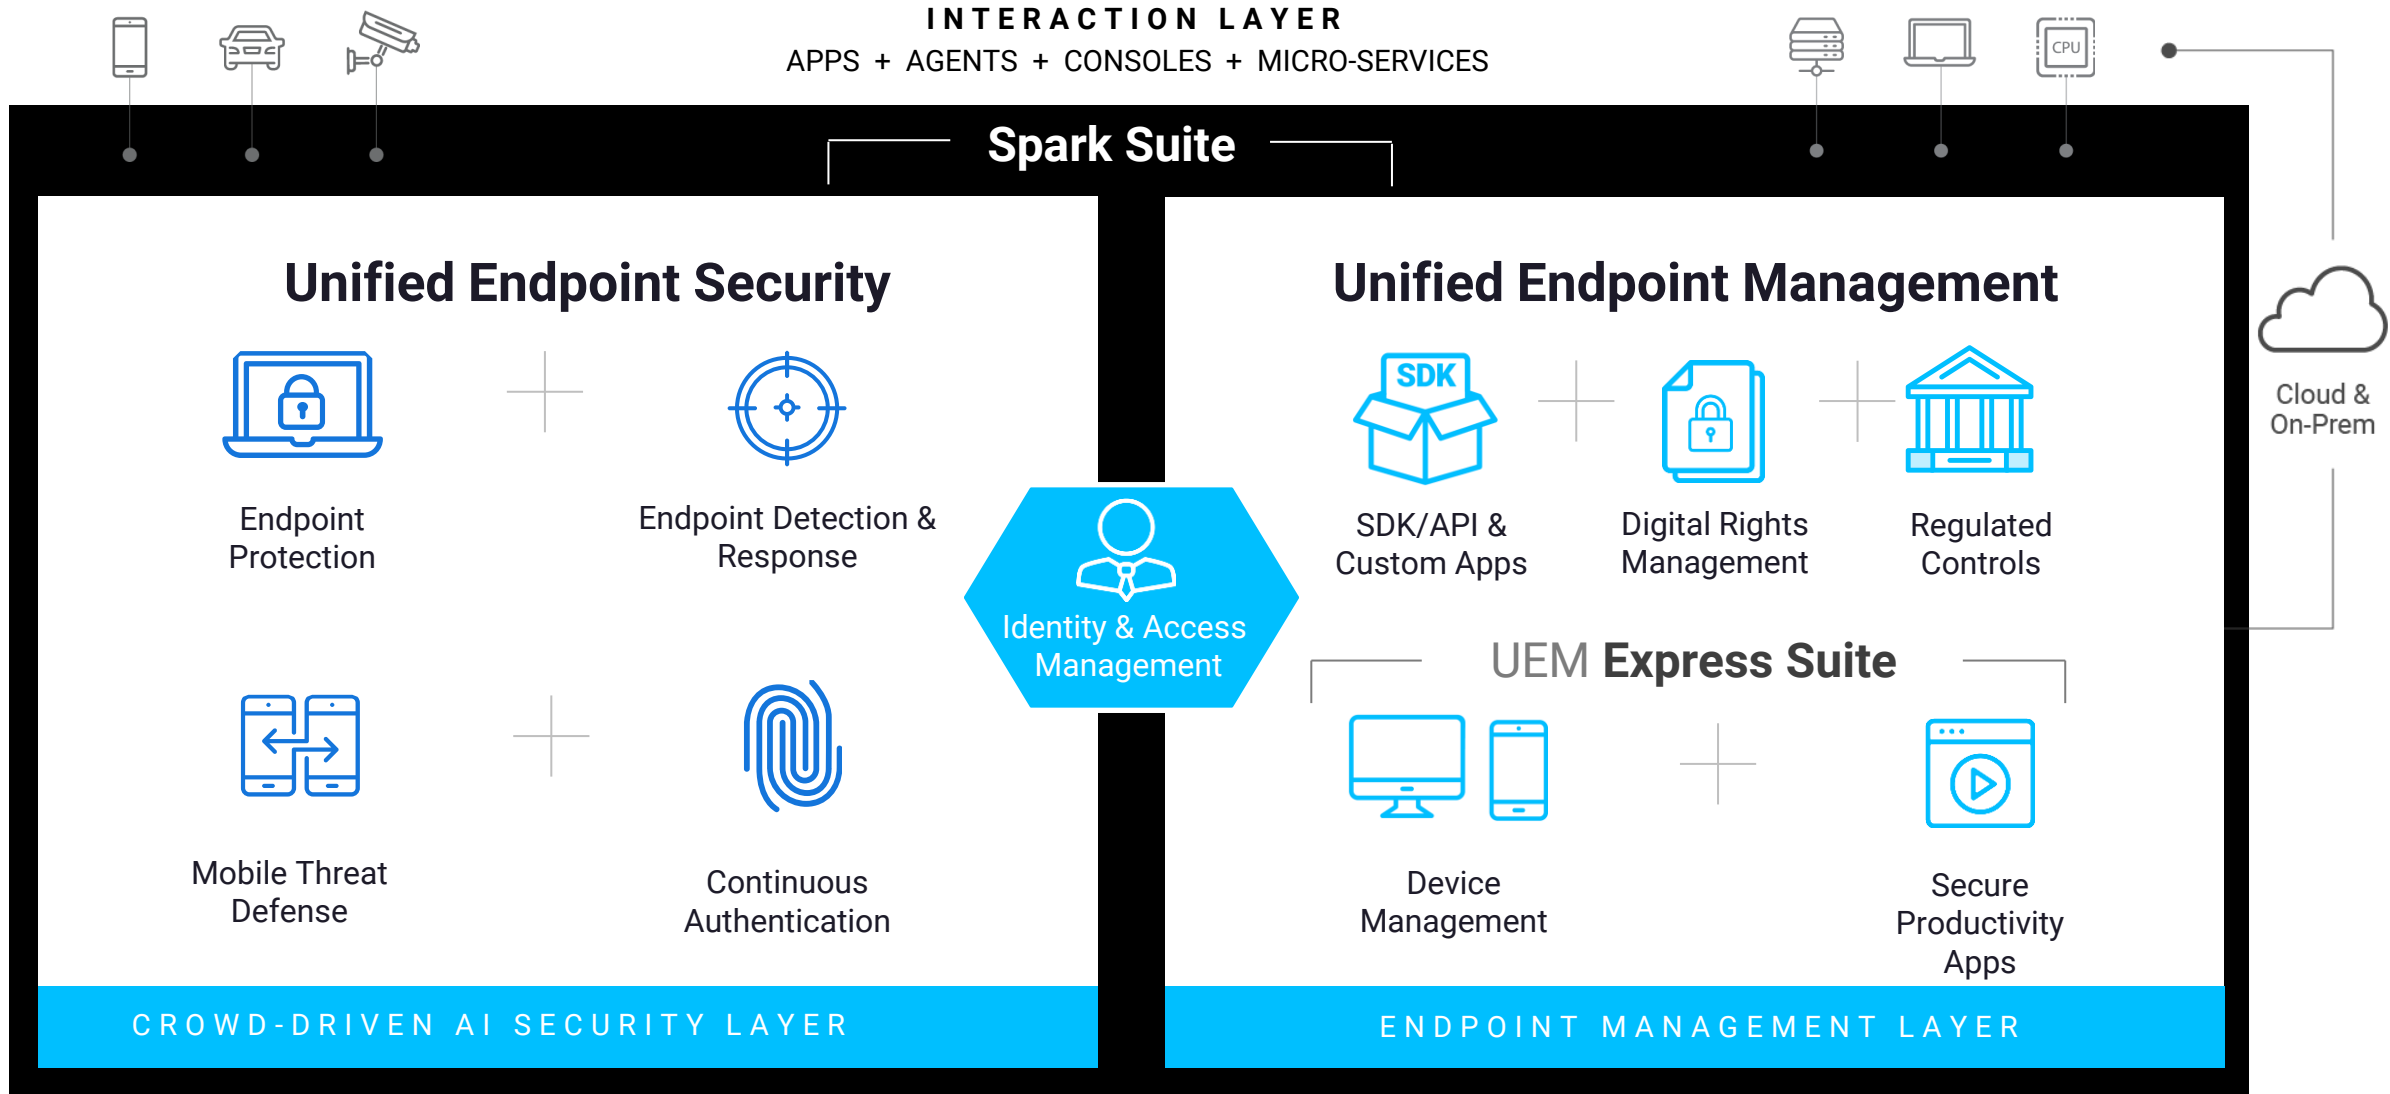 INTERACTION LAYER
APPS + AGENTS + CONSOLES + MICRO-SERVICES
CPU
Spark Suite
Unified Endpoint Security
Endpoint
Protection
Endpoint Detection &
Response
Mobile Threat
Defense
Continuous
Authentication
CROWD-DRIVEN AI SECURITY LAYER
Identity & Access
Management
Unified Endpoint Management
SDK
SDK/API &
Custom Apps
Digital Rights
Management
Regulated
Controls
UEM Express Suite
Device
Management
Secure
Productivity
Apps
ENDPOINT MANAGEMENT LAYER
Cloud &
On-Prem